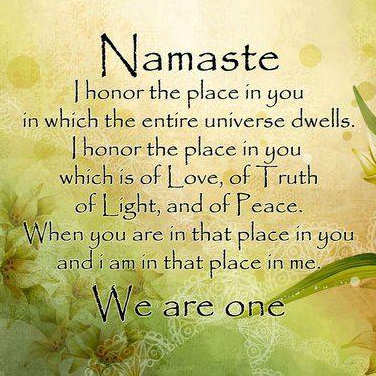 Namaste
I honor the place in you
in which the entire universe dwells.
I honor the place in you
which is of Love, of Truth
of Light, and of Peace.
When you are in that place in you
and i am in that place in me.
We are one